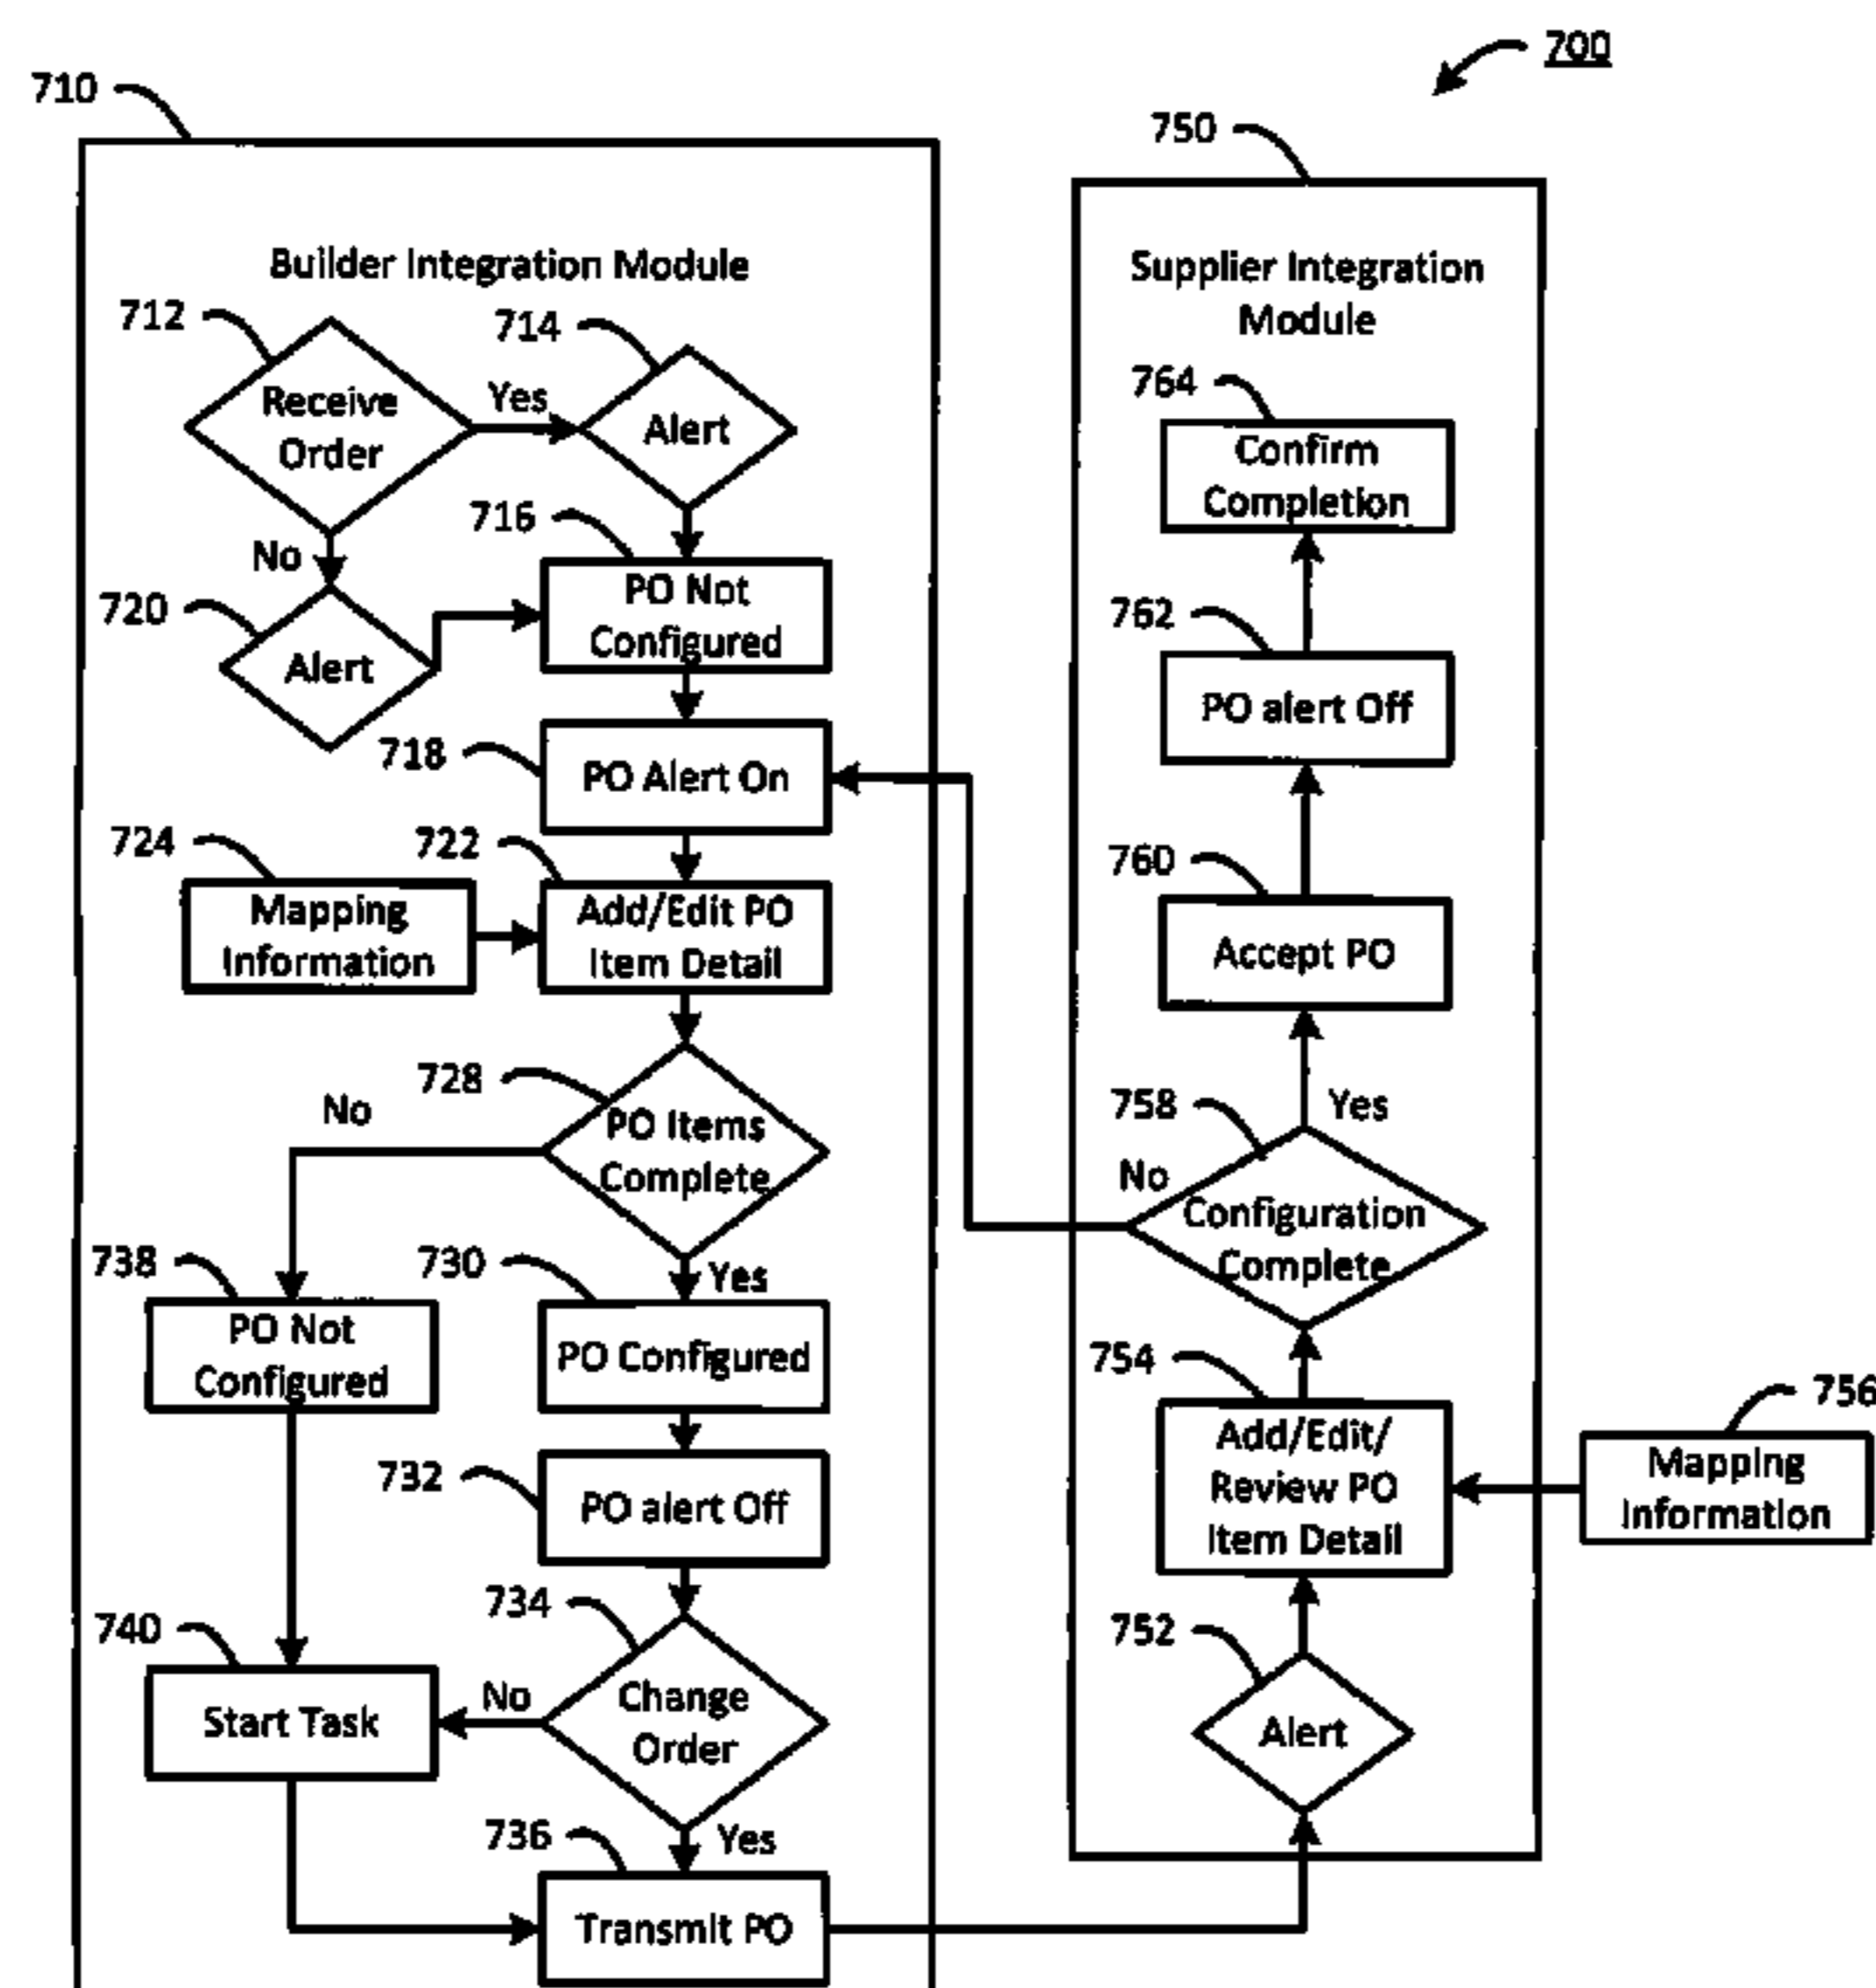 700
710
750
Builder Integration Module
Supplier Integration
Module
712
714
764
Receive
Order
Yes
Alert
Confirm
Completion
716
No
PO Not
Configured
720
Alert
762
PO alert Off
718
PO Alert On
724
722
760
Mapping
Information
Add/Edit PO
Item Detail
Accept PO
728
No
PO Items
Complete
758
Yes
No
Configuration
Complete
738
730
Yes
PO Not
Configured
PO Configured
754
756
Add/Edit/
Review PO
Item Detail
Mapping
Information
732
PO alert Off
734
740
752
Start Task
No
Change
Order
Alert
736
Yes
Transmit PO